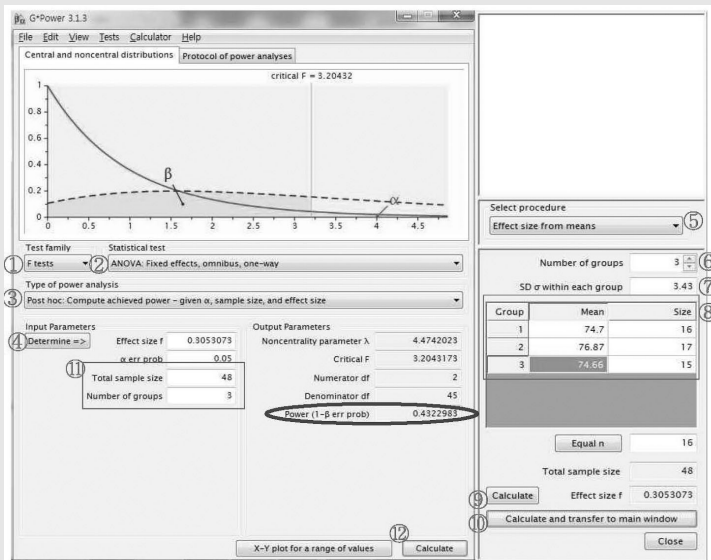 G*Power 3.1.3
File Edit View Tests Calculator Help
Central and noncentral distributions Protocol of power analyses
critical F = 3.20432
1
0.8
0.6
0.4
0.2
0
β
α
0 0.5 1 1.5 2 2.5 3 3.5 4 4.5
Test family Statistical test
① F tests ② ANOVA: Fixed effects, omnibus, one-way
Type of power analysis
③ Post hoc: Compute achieved power – given α, sample size, and effect size
Input Parameters Output Parameters
④ Determine => Effect size f 0.3053073 Noncentrality parameter λ 4.4742023
α err prob 0.05 Critical F 3.2043173
⑪ Total sample size 48 Numerator df 2
Number of groups 3 Denominator df 45
Power (1-β err prob) 0.4322983
⑫
X-Y plot for a range of values Calculate
Select procedure
Effect size from means ⑤
Number of groups 3 ⑥
SD σ within each group 3.43 ⑦
Group Mean Size ⑧
1 74.7 16
2 76.87 17
3 74.66 15
Equal n 16
Total sample size 48
⑨ Calculate Effect size f 0.3053073
⑩ Calculate and transfer to main window
Close